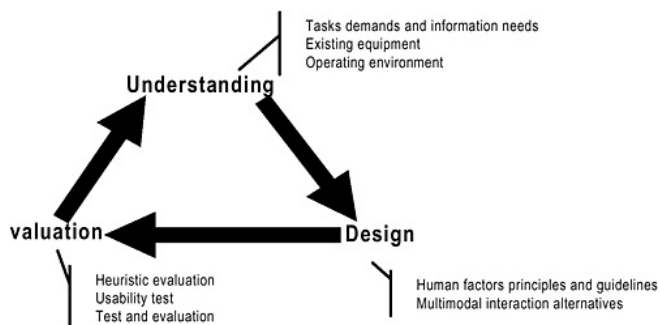 Tasks demands and information needs
Existing equipment
Operating environment
Understanding
valuation
Design
Heuristic evaluation
Usability test
Test and evaluation
Human factors principles and guidelines
Multimodal interaction alternatives